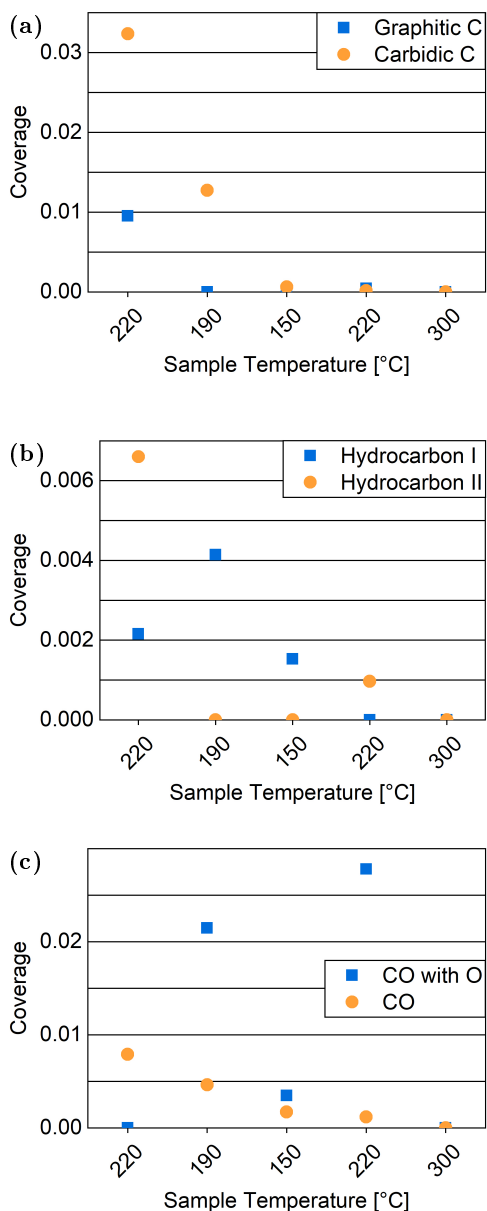 (a)
Graphitic C
Carbidic C
0.03
0.02
0.01
0.00
Coverage
220
190
150
220
300
Sample Temperature [°C]
(b)
Hydrocarbon I
Hydrocarbon II
0.006
0.004
0.002
0.000
Coverage
220
190
150
220
300
Sample Temperature [°C]
(c)
CO with O
CO
0.02
0.01
0.00
Coverage
220
190
150
220
300
Sample Temperature [°C]